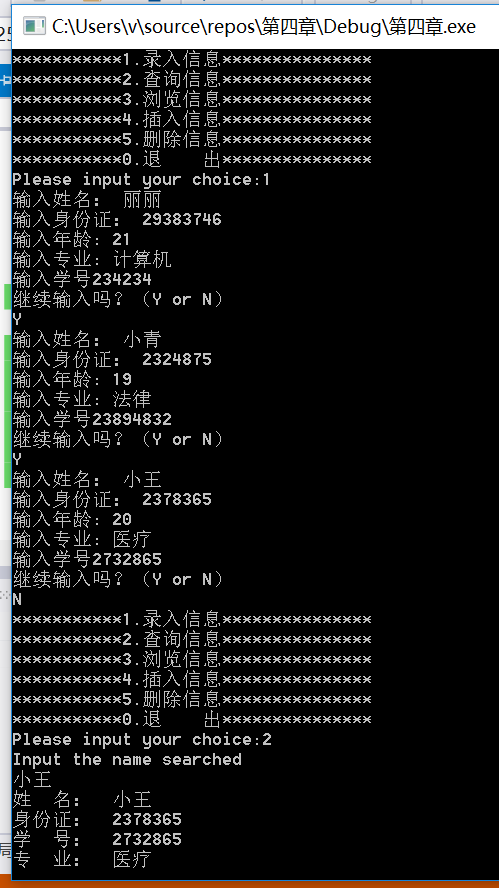 C:\Users\v\source\repos\第四章\Debug\第四章.exe
***********1.录入信息***************
***********2.查询信息***************
***********3.浏览信息***************
***********4.插入信息***************
***********5.删除信息***************
***********0.退    出***************
Please input your choice:1
输入姓名： 丽丽
输入身份证： 29383746
输入年龄: 21
输入专业: 计算机
输入学号234234
继续输入吗？（Y or N）
Y
输入姓名： 小青
输入身份证： 2324875
输入年龄: 19
输入专业: 法律
输入学号23894832
继续输入吗？（Y or N）
Y
输入姓名： 小王
输入身份证： 2378365
输入年龄: 20
输入专业: 医疗
输入学号2732865
继续输入吗？（Y or N）
N
***********1.录入信息***************
***********2.查询信息***************
***********3.浏览信息***************
***********4.插入信息***************
***********5.删除信息***************
***********0.退    出***************
Please input your choice:2
Input the name searched
小王
姓  名：  小王
身份证：  2378365
学  号：  2732865
专  业：  医疗